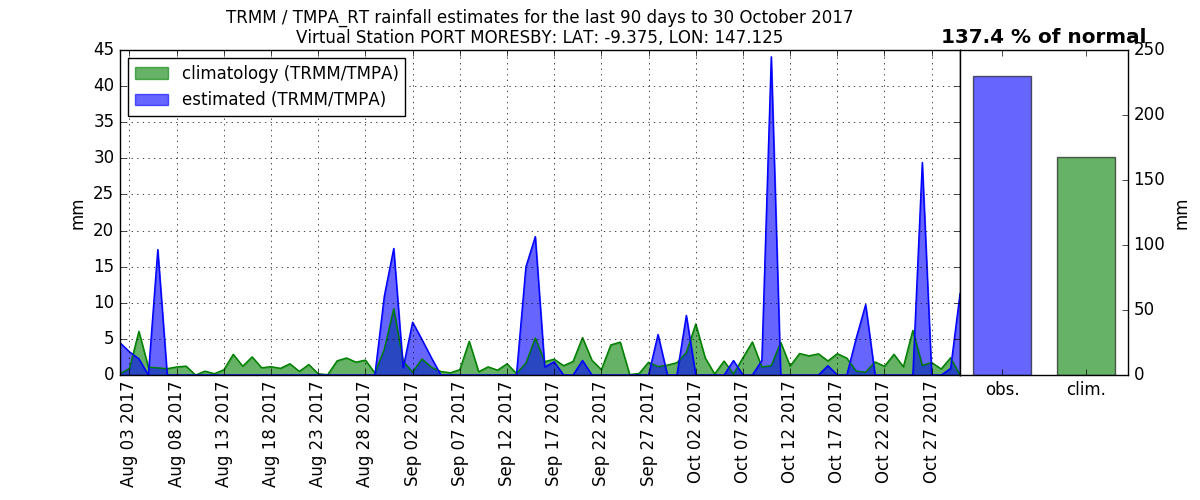 TRMM / TMPA_RT rainfall estimates for the last 90 days to 30 October 2017
Virtual Station PORT MORESBY: LAT: -9.375, LON: 147.125
137.4 % of normal
climatology (TRMM/TMPA)
estimated (TRMM/TMPA)
45
40
35
30
25
20
15
10
5
0
mm
Aug 03 2017
Aug 08 2017
Aug 13 2017
Aug 18 2017
Aug 23 2017
Aug 28 2017
Sep 02 2017
Sep 07 2017
Sep 12 2017
Sep 17 2017
Sep 22 2017
Sep 27 2017
Oct 02 2017
Oct 07 2017
Oct 12 2017
Oct 17 2017
Oct 22 2017
Oct 27 2017
250
200
150
100
50
0
mm
obs.
clim.